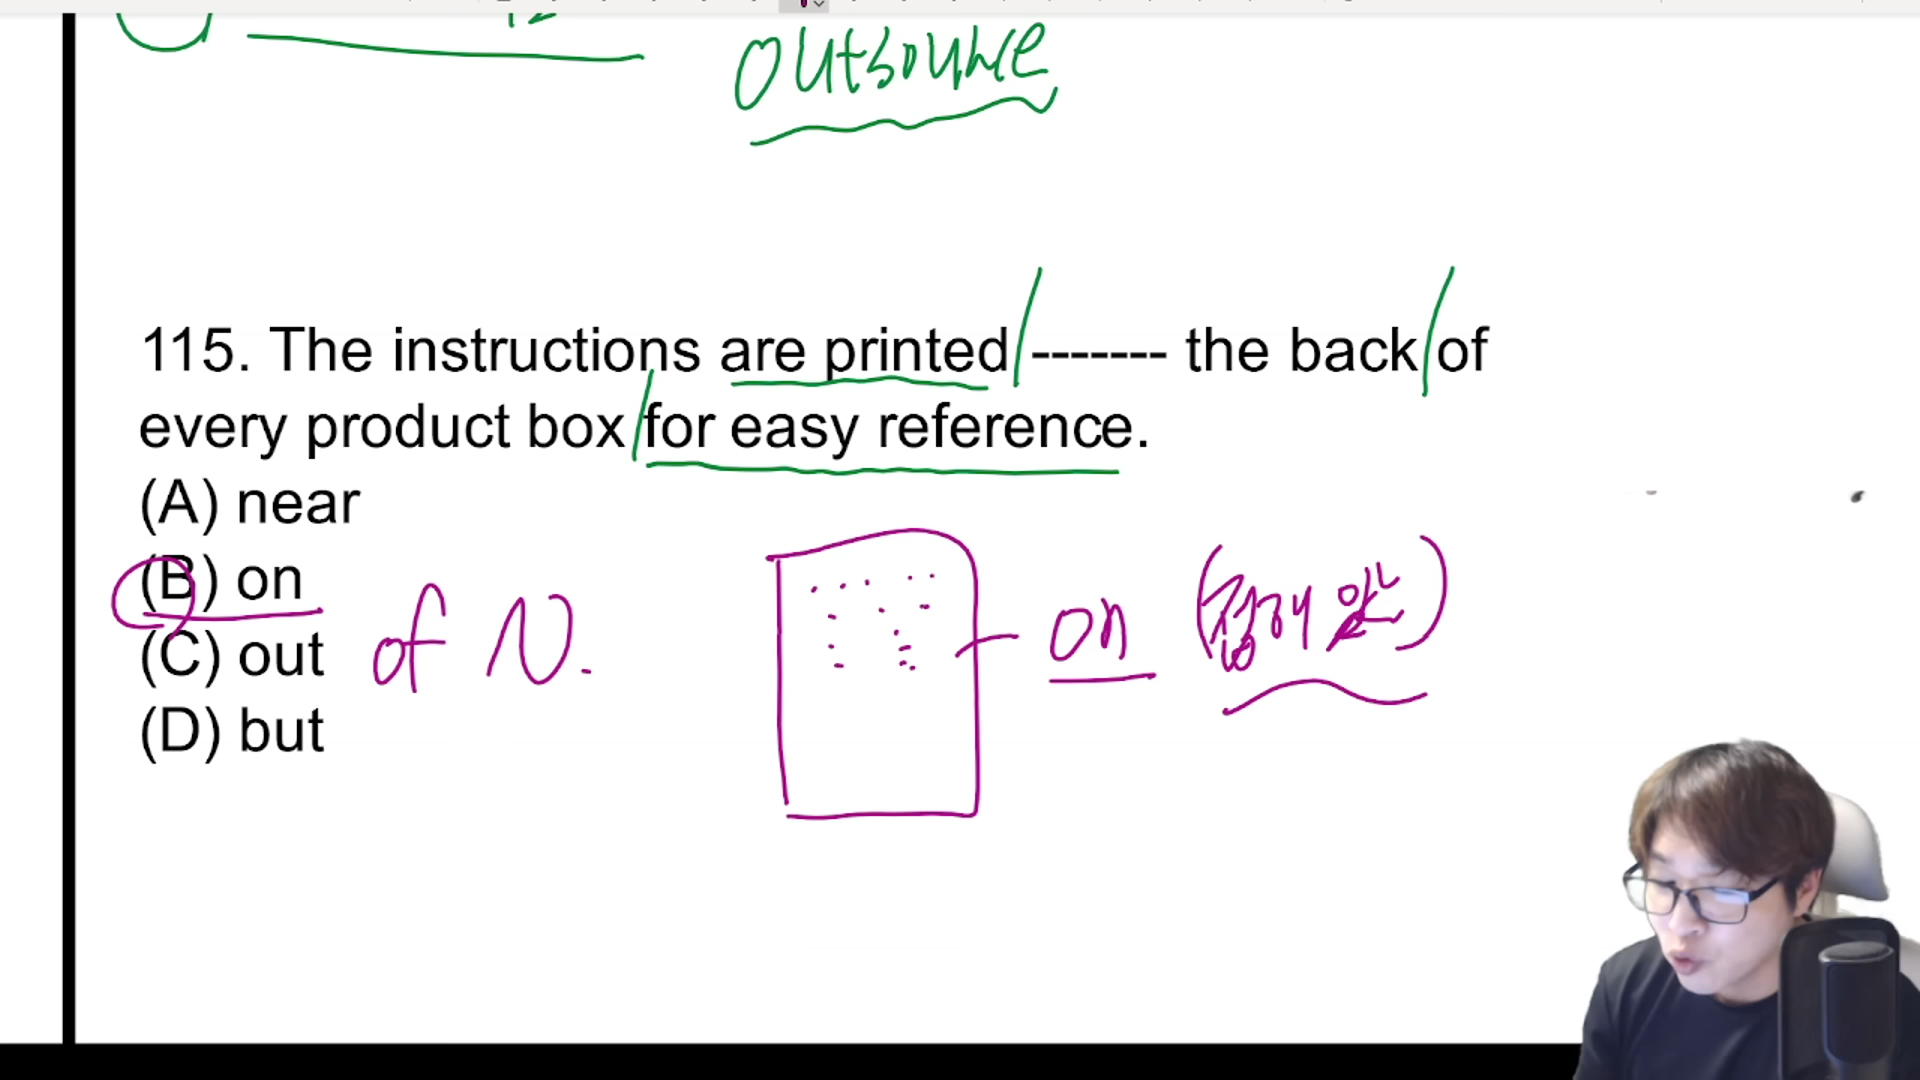 outsource
115. The instructions are printed ------- the back of
every product box for easy reference.
(A) near
(B) on
(C) out of N.
(D) but
on (접해 있는)